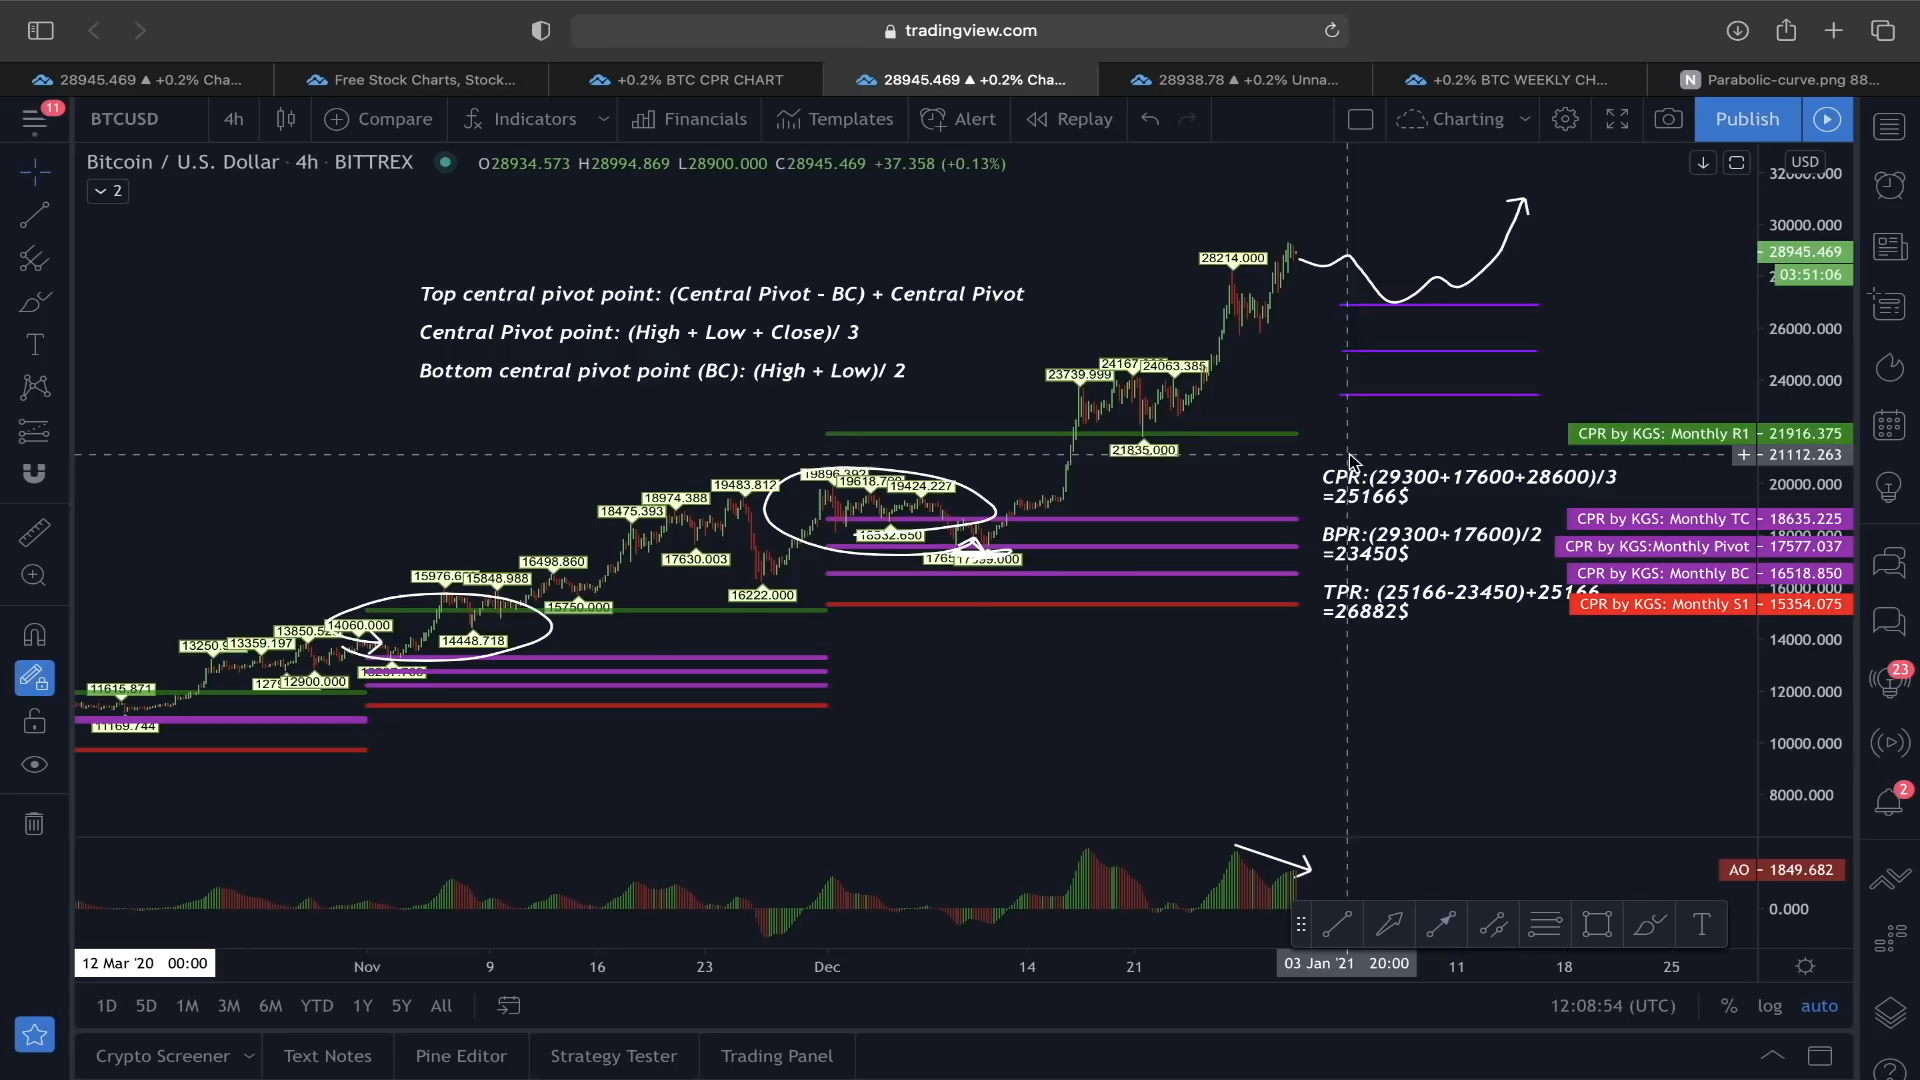 tradingview.com
28945.469 ▲ +0.2% Cha...
Free Stock Charts, Stock...
+0.2% BTC CPR CHART
28945.469 ▲ +0.2% Cha...
28938.78 ▲ +0.2% Unna...
+0.2% BTC WEEKLY CH...
N Parabolic-curve.png 88...
11
BTCUSD 4h Compare Indicators Financials Templates Alert Replay Charting Publish
Bitcoin / U.S. Dollar · 4h · BITTREX O28934.573 H28994.869 L28900.000 C28945.469 +37.358 (+0.13%)
USD
2
30000.000
28214.000
28945.469
03:51:06
Top central pivot point: (Central Pivot - BC) + Central Pivot
Central Pivot point: (High + Low + Close)/ 3
26000.000
Bottom central pivot point (BC): (High + Low)/ 2
23739.999
24063.385
24000.000
21835.000
CPR by KGS: Monthly R1 - 21916.375
+ 21112.263
CPR:(29300+17600+28600)/3
=25166$
20000.000
19483.812
19424.227
18974.388
18475.393
18532.650
17630.003
CPR by KGS: Monthly TC - 18635.225
BPR:(29300+17600)/2
=23450$
CPR by KGS:Monthly Pivot - 17577.037
16498.860
15848.988
16222.000
15750.000
CPR by KGS: Monthly BC - 16518.850
TPR: (25166-23450)+25166
=26882$
CPR by KGS: Monthly S1 - 15354.075
14060.000
14448.718
13359.197
12900.000
14000.000
11615.871
11169.744
12000.000
10000.000
8000.000
23
2
AO - 1849.682
0.000
12 Mar '20 00:00
Nov 9 16 23 Dec 14 21
03 Jan '21 20:00
11 18 25
1D 5D 1M 3M 6M YTD 1Y 5Y All
12:08:54 (UTC) % log auto
Crypto Screener Text Notes Pine Editor Strategy Tester Trading Panel